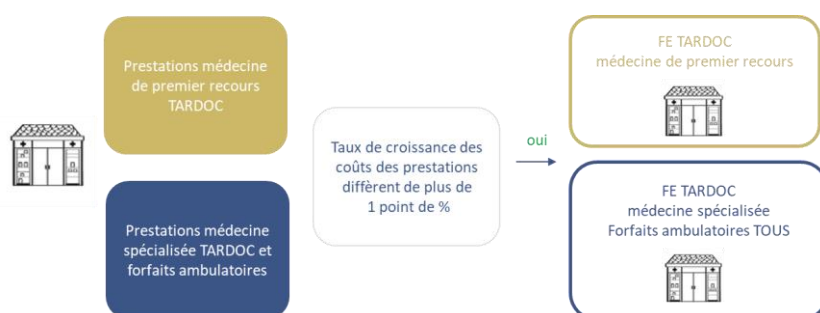 Prestations médecine
de premier recours
TARDOC
Prestations médecine
spécialisée TARDOC et
forfaits ambulatoires
Taux de croissance des
coûts des prestations
diffèrent de plus de
1 point de %
oui
FE TARDOC
médecine de premier recours
FE TARDOC
médecine spécialisée
Forfaits ambulatoires TOUS